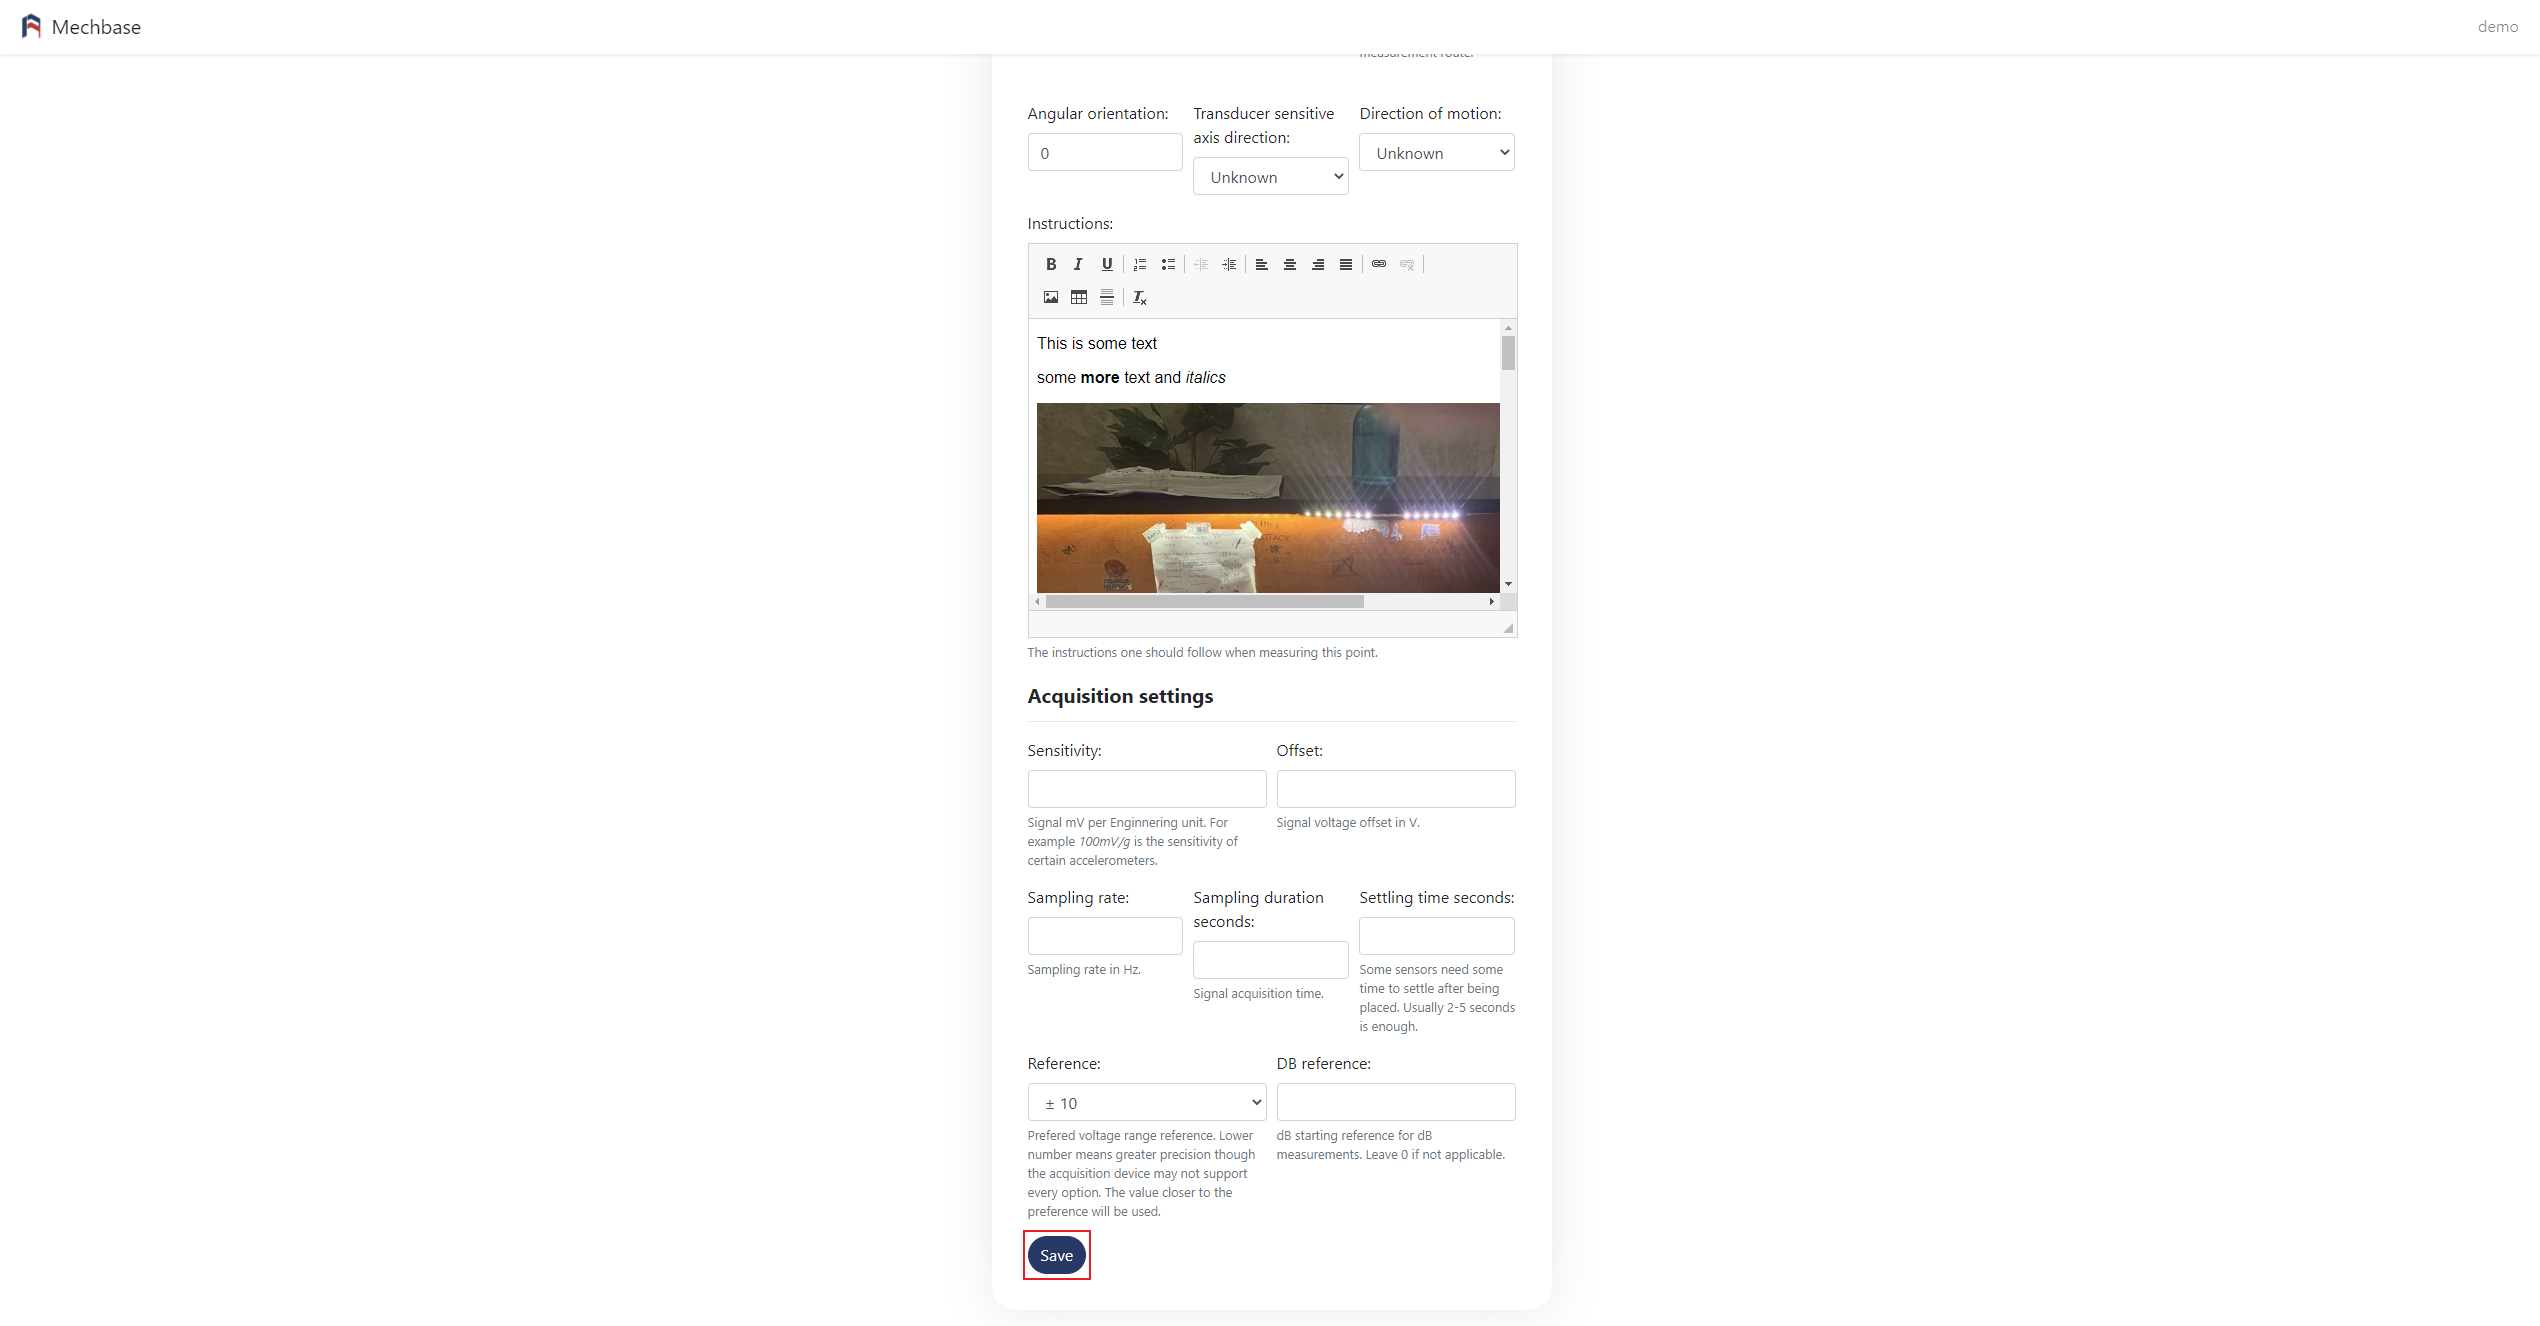 Mechbase
demo
measurement route.
Angular orientation:
Transducer sensitive
axis direction:
Direction of motion:
0
Unknown
Unknown
Instructions:
B I U
This is some text
some more text and italics
The instructions one should follow when measuring this point.
Acquisition settings
Sensitivity:
Offset:
Signal mV per Enginnering unit. For
example 100mV/g is the sensitivity of
certain accelerometers.
Signal voltage offset in V.
Sampling rate:
Sampling duration
seconds:
Settling time seconds:
Sampling rate in Hz.
Signal acquisition time.
Some sensors need some
time to settle after being
placed. Usually 2-5 seconds
is enough.
Reference:
DB reference:
± 10
Prefered voltage range reference. Lower
number means greater precision though
the acquisition device may not support
every option. The value closer to the
preference will be used.
dB starting reference for dB
measurements. Leave 0 if not applicable.
Save